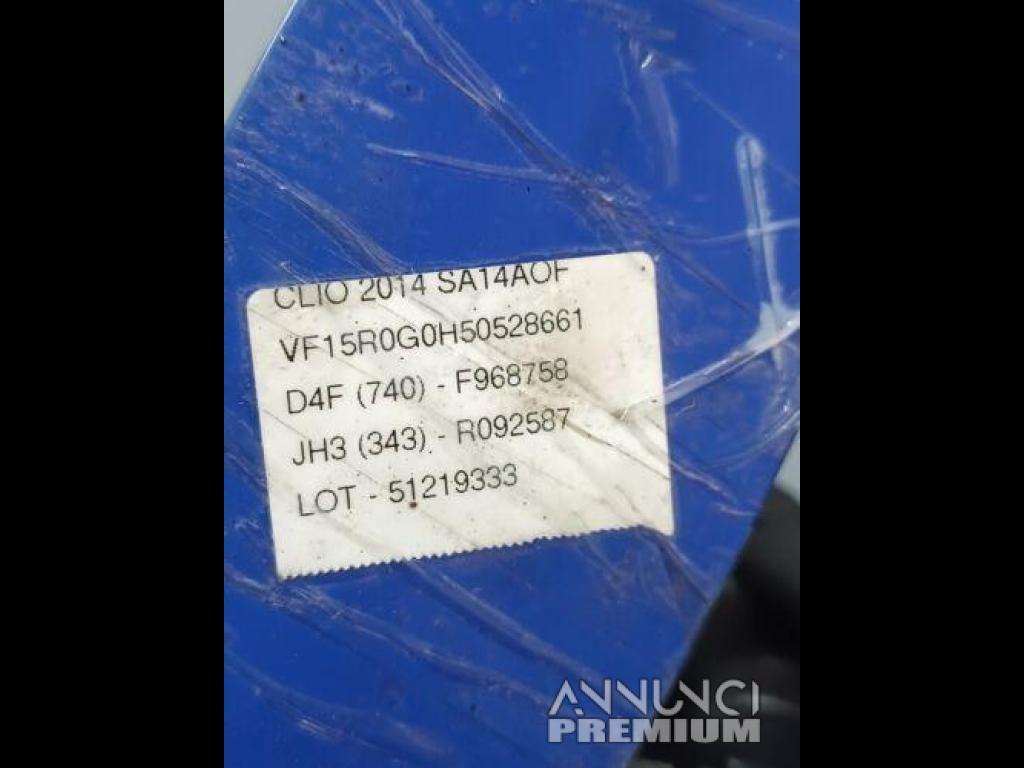 CLIO 2014 SA14AOF
VF15R0G0H50528661
D4F (740) - F968758
JH3 (343) - R092587
LOT - 51219333
ANNUNCI
PREMIUM